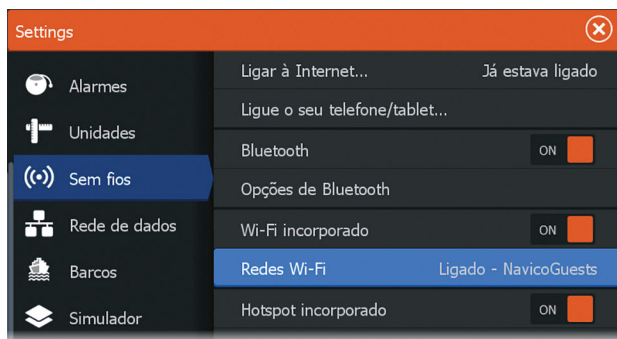 Settings
Alarmes
Unidades
Sem fios
Rede de dados
Barcos
Simulador
Ligar à Internet... Já estava ligado
Ligue o seu telefone/tablet...
Bluetooth ON
Opções de Bluetooth
Wi-Fi incorporado ON
Redes Wi-Fi Ligado - NavicoGuests
Hotspot incorporado ON